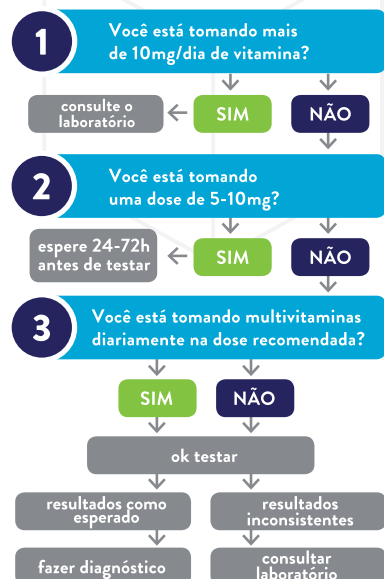 1
Você está tomando mais
de 10mg/dia de vitamina?
consulte o
laboratório
SIM
NÃO
2
Você está tomando
uma dose de 5-10mg?
espere 24-72h
antes de testar
SIM
NÃO
3
Você está tomando multivitaminas
diariamente na dose recomendada?
SIM
NÃO
ok testar
resultados como
esperado
resultados
inconsistentes
fazer diagnóstico
consultar
laboratório